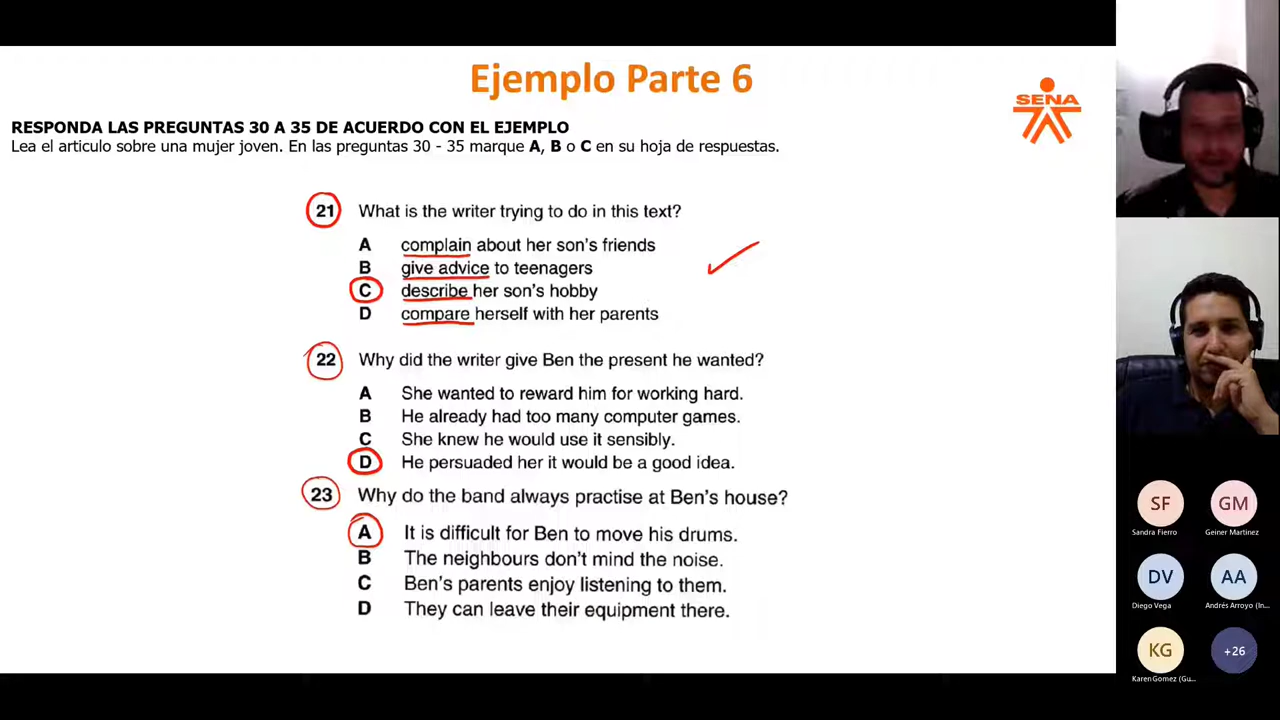 Ejemplo Parte 6
SENA
RESPONDA LAS PREGUNTAS 30 A 35 DE ACUERDO CON EL EJEMPLO
Lea el articulo sobre una mujer joven. En las preguntas 30 - 35 marque A, B o C en su hoja de respuestas.
21 What is the writer trying to do in this text?
A complain about her son's friends
B give advice to teenagers
C describe her son's hobby
D compare herself with her parents
22 Why did the writer give Ben the present he wanted?
A She wanted to reward him for working hard.
B He already had too many computer games.
C She knew he would use it sensibly.
D He persuaded her it would be a good idea.
23 Why do the band always practise at Ben's house?
A It is difficult for Ben to move his drums.
B The neighbours don't mind the noise.
C Ben's parents enjoy listening to them.
D They can leave their equipment there.
SF GM
Sandra Fierro Geiner Martinez
DV AA
Diego Vega Andrés Arroyo (In...
KG +26
Karen Gomez (Gu...